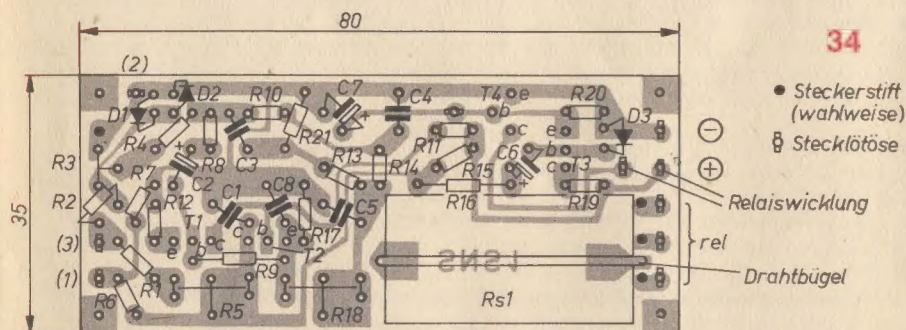 80
34
35
(2)
D1
D2
R10
C7
C4
T4
e
b
R20
D3
R4
R8
C3
R21
R11
c
e
R3
R7
C2
R13
R14
R15
C6
b
c
T3
R2
R12
C1
C8
C5
R16
R19
T1
R17
(3)
e
b
c
c
b
e
T2
(1)
R1
R9
R6
R5
R18
Rs1
SNS1
Steckerstift
(wahlweise)
Stecklötöse
−
+
Relaiswicklung
rel
Drahtbügel